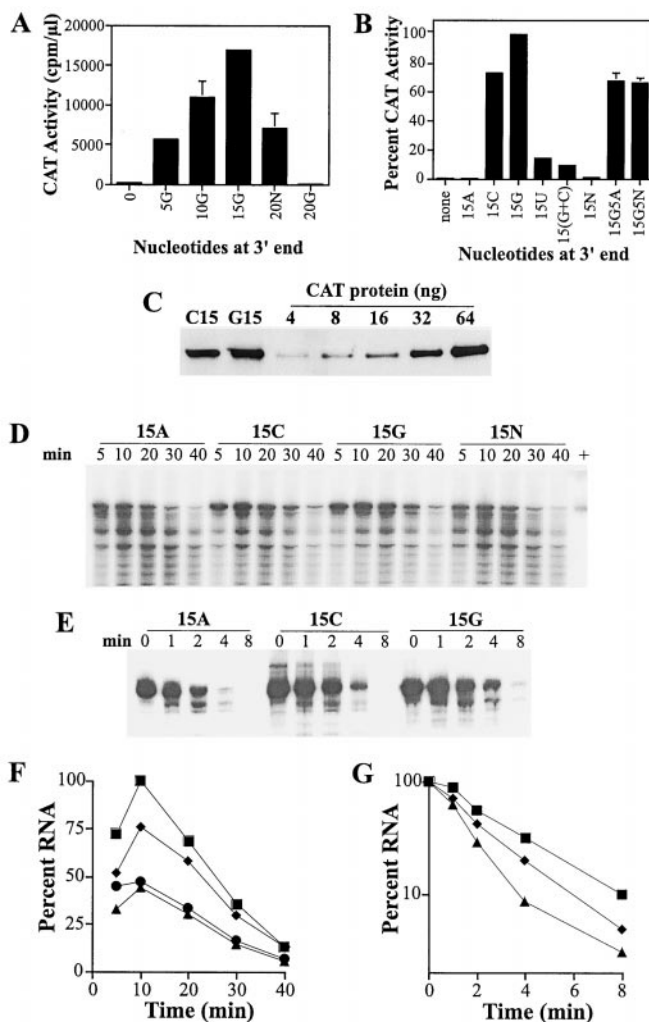 A
CAT Activity (cpm/µl)
20000
15000
10000
5000
0
0 5G 10G 15G 20N 20G
Nucleotides at 3' end
B
Percent CAT Activity
100
80
60
40
20
0
none 15A 15C 15G 15U 15(G+C) 15N 15G5A 15G5N
Nucleotides at 3' end
C
CAT protein (ng)
C15 G15 4 8 16 32 64
D
15A 15C 15G 15N
min 5 10 20 30 40 5 10 20 30 40 5 10 20 30 40 5 10 20 30 40 +
E
15A 15C 15G
min 0 1 2 4 8 0 1 2 4 8 0 1 2 4 8
F
Percent RNA
100
75
50
25
0
0 10 20 30 40
Time (min)
G
Percent RNA
100
10
0 2 4 6 8
Time (min)